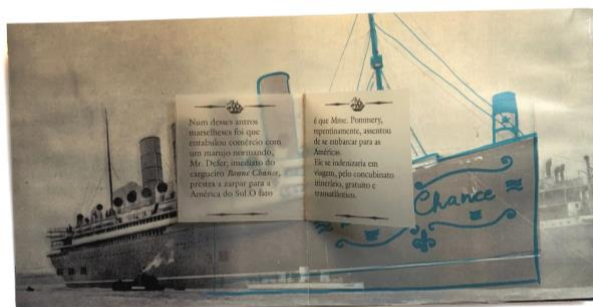 Num desses antros
marselheses foi que
entabulou comércio com
um marujo normando,
Mr. Defer, imediato do
cargueiro Bonne Chance,
prestes a zarpar para a
América do Sul. O fato
é que Mme. Pommery,
repentinamente, assentou
de se embarcar para as
Américas.
Ele se indenizaria em
viagem, pelo concubinato
itinerário, gratuito e
transatlântico.
Chance